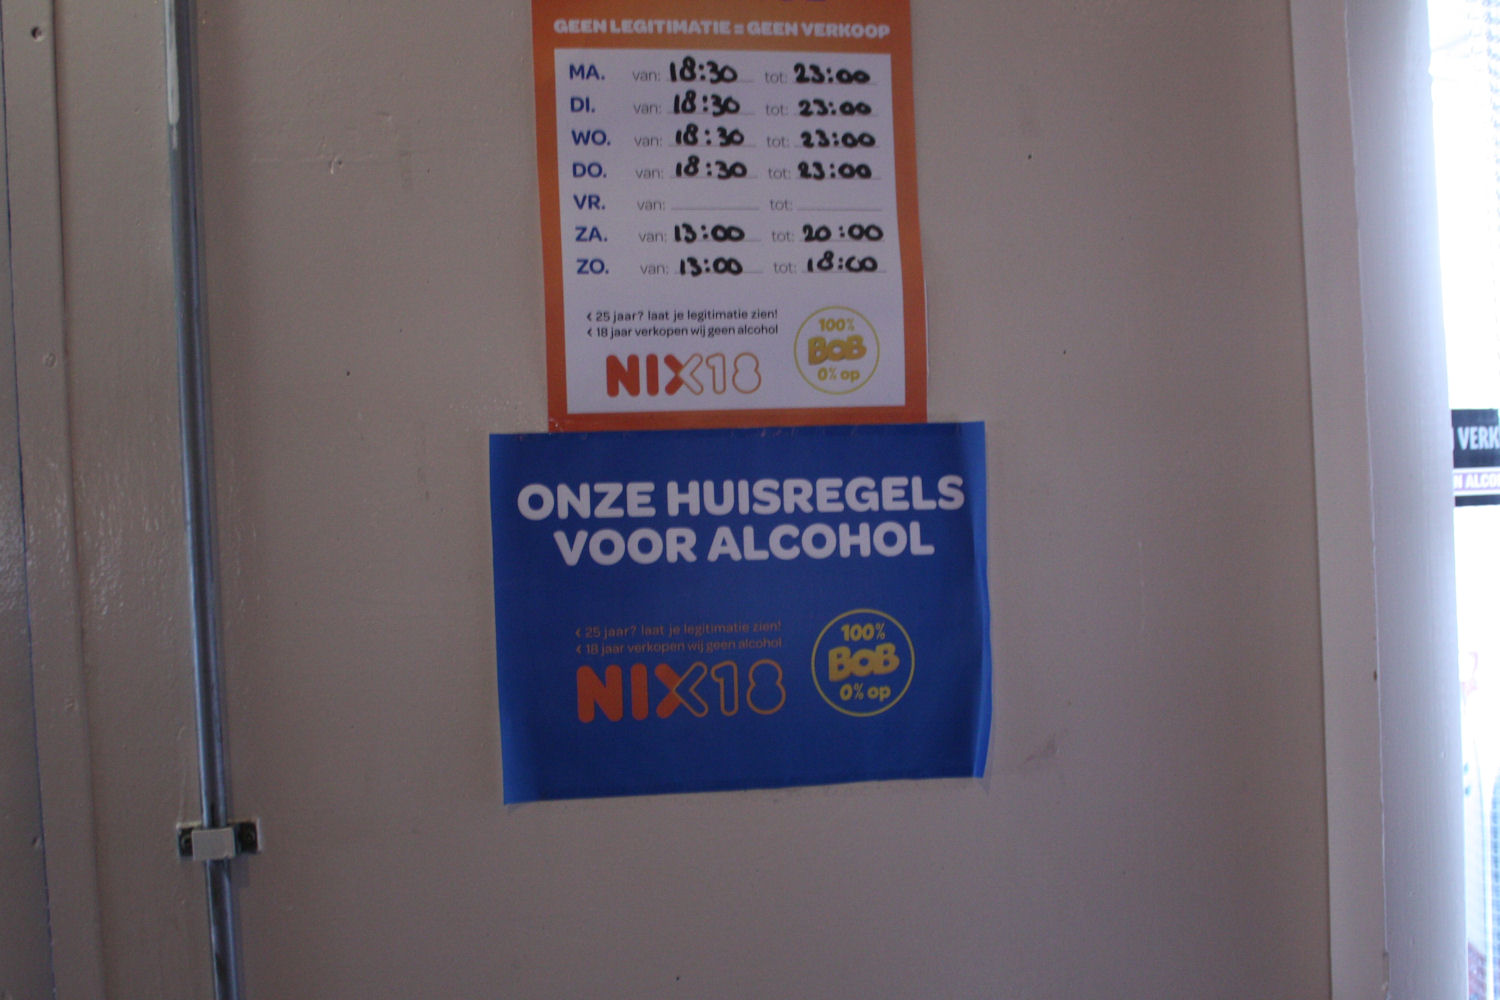 GEEN LEGITIMATIE = GEEN VERKOOP
MA. van: 18:30 tot: 23:00
DI. van: 18:30 tot: 23:00
WO. van: 18:30 tot: 23:00
DO. van: 18:30 tot: 23:00
VR. van: tot:
ZA. van: 13:00 tot: 20:00
ZO. van: 13:00 tot: 18:00
< 25 jaar? laat je legitimatie zien!
< 18 jaar verkopen wij geen alcohol
NIX18
100%
BOB
0% op
ONZE HUISREGELS
VOOR ALCOHOL
< 25 jaar? laat je legitimatie zien!
< 18 jaar verkopen wij geen alcohol
NIX18
100%
BOB
0% op
VERK